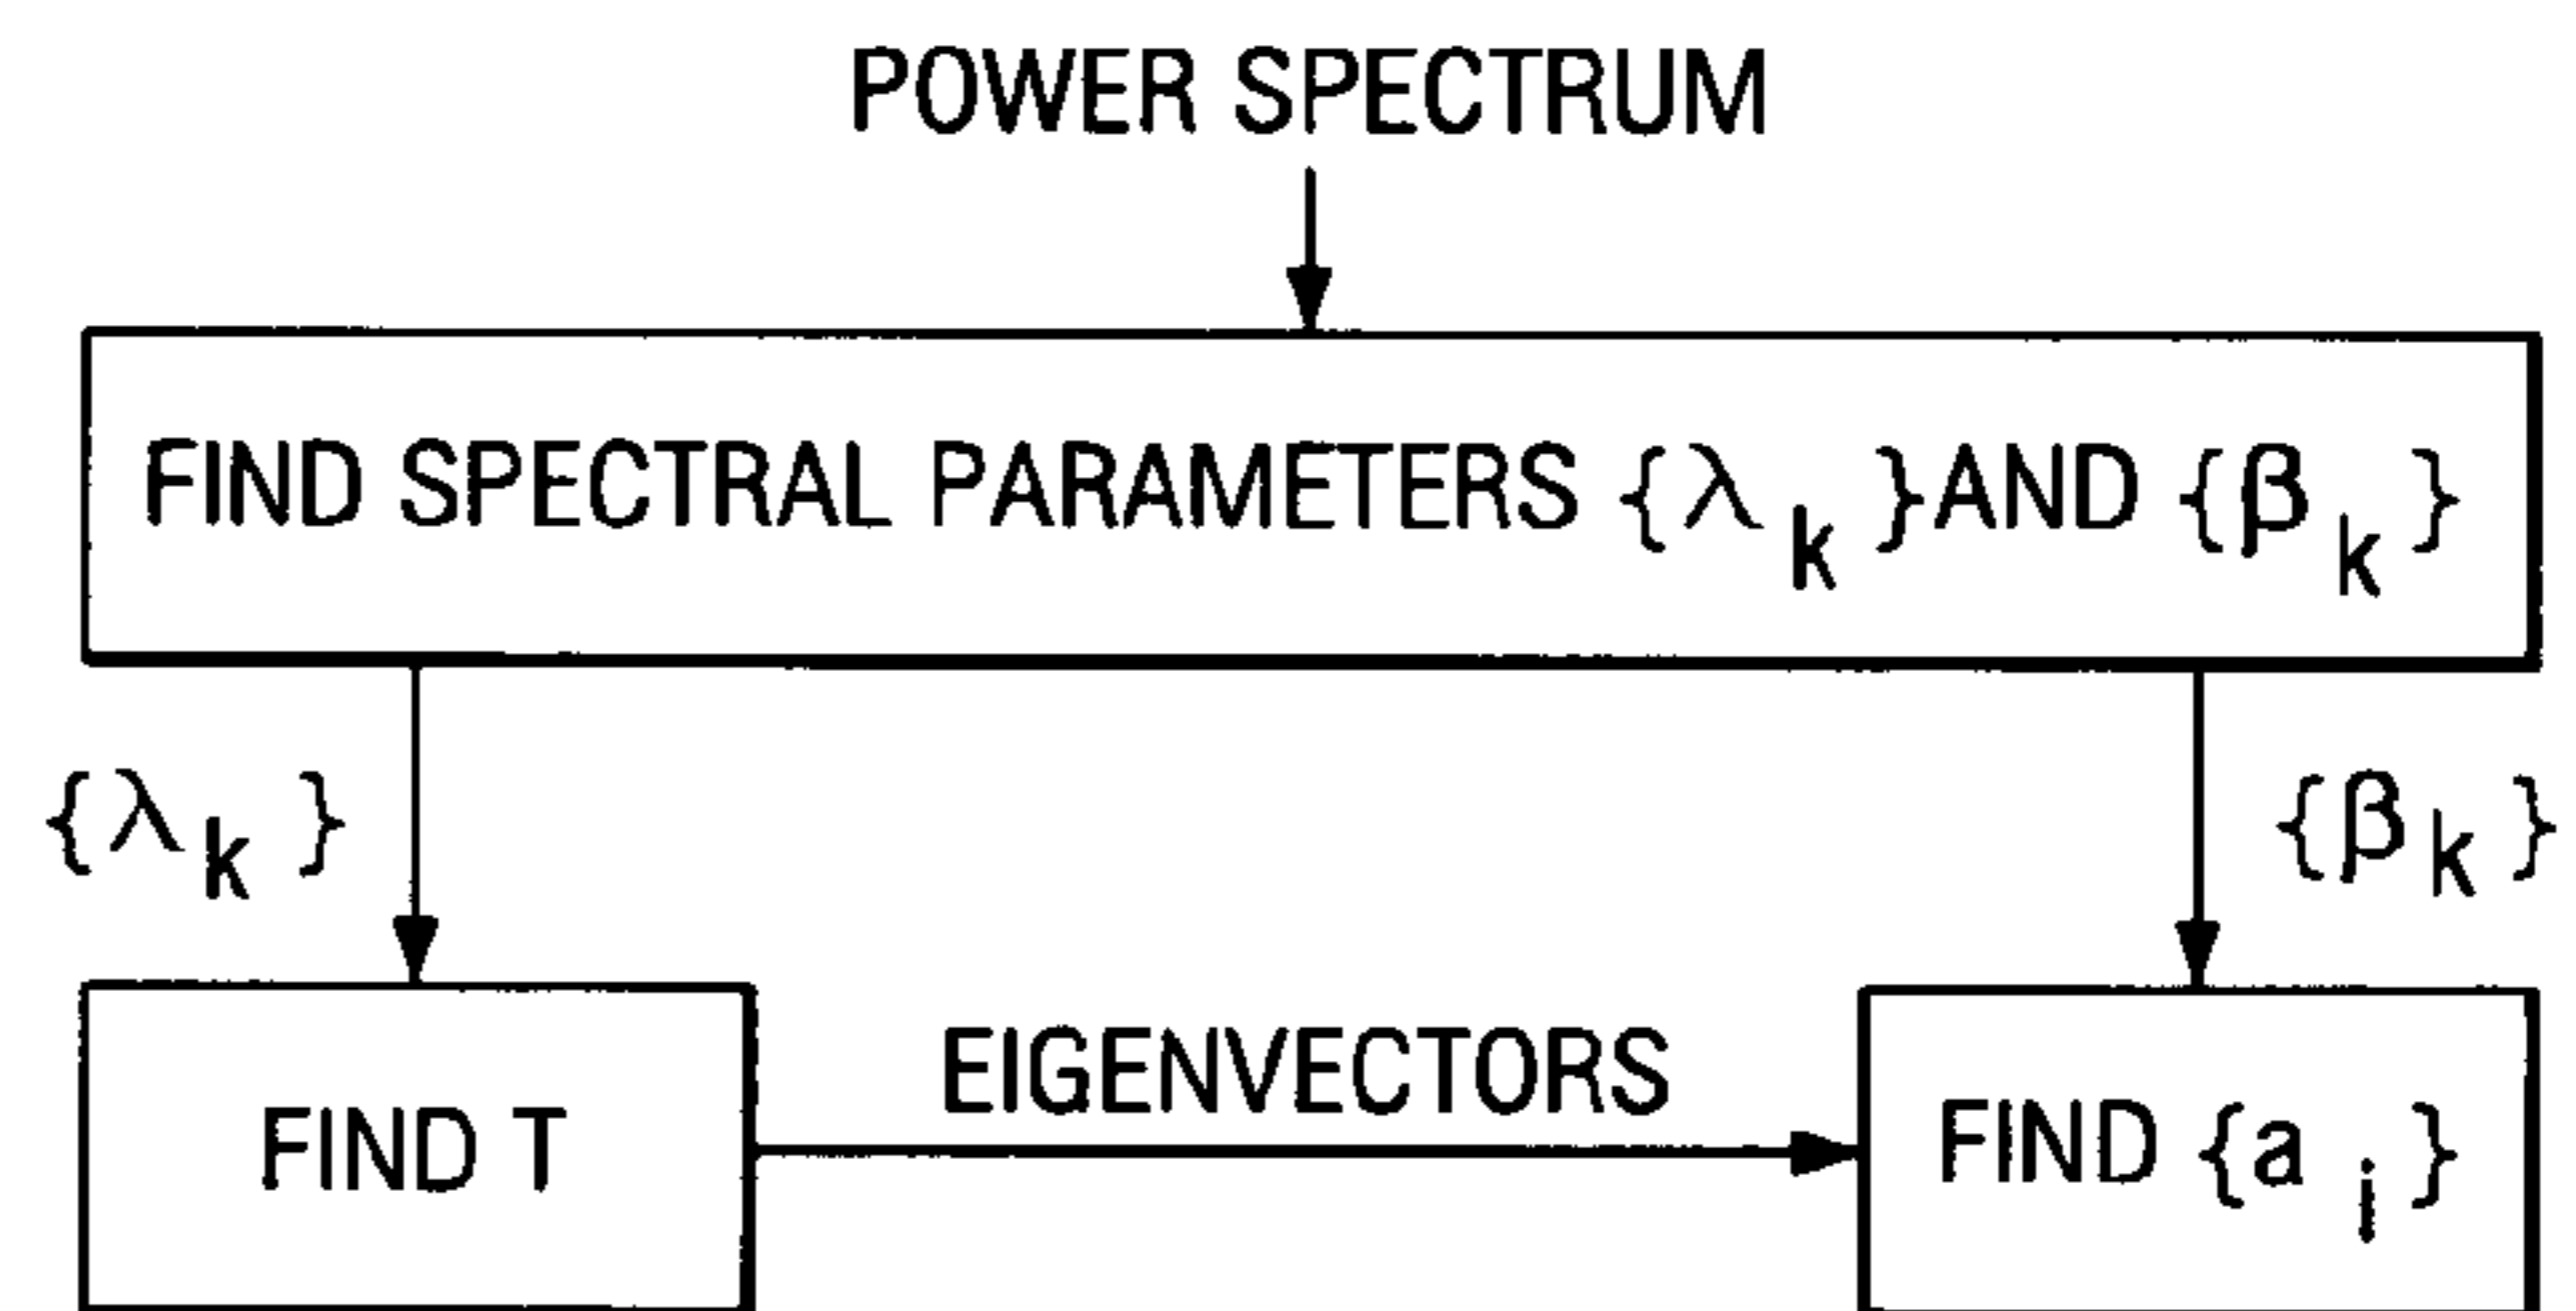 POWER SPECTRUM
FIND SPECTRAL PARAMETERS {λk} AND {βk}
{λk}
{βk}
EIGENVECTORS
FIND T
FIND {ai}